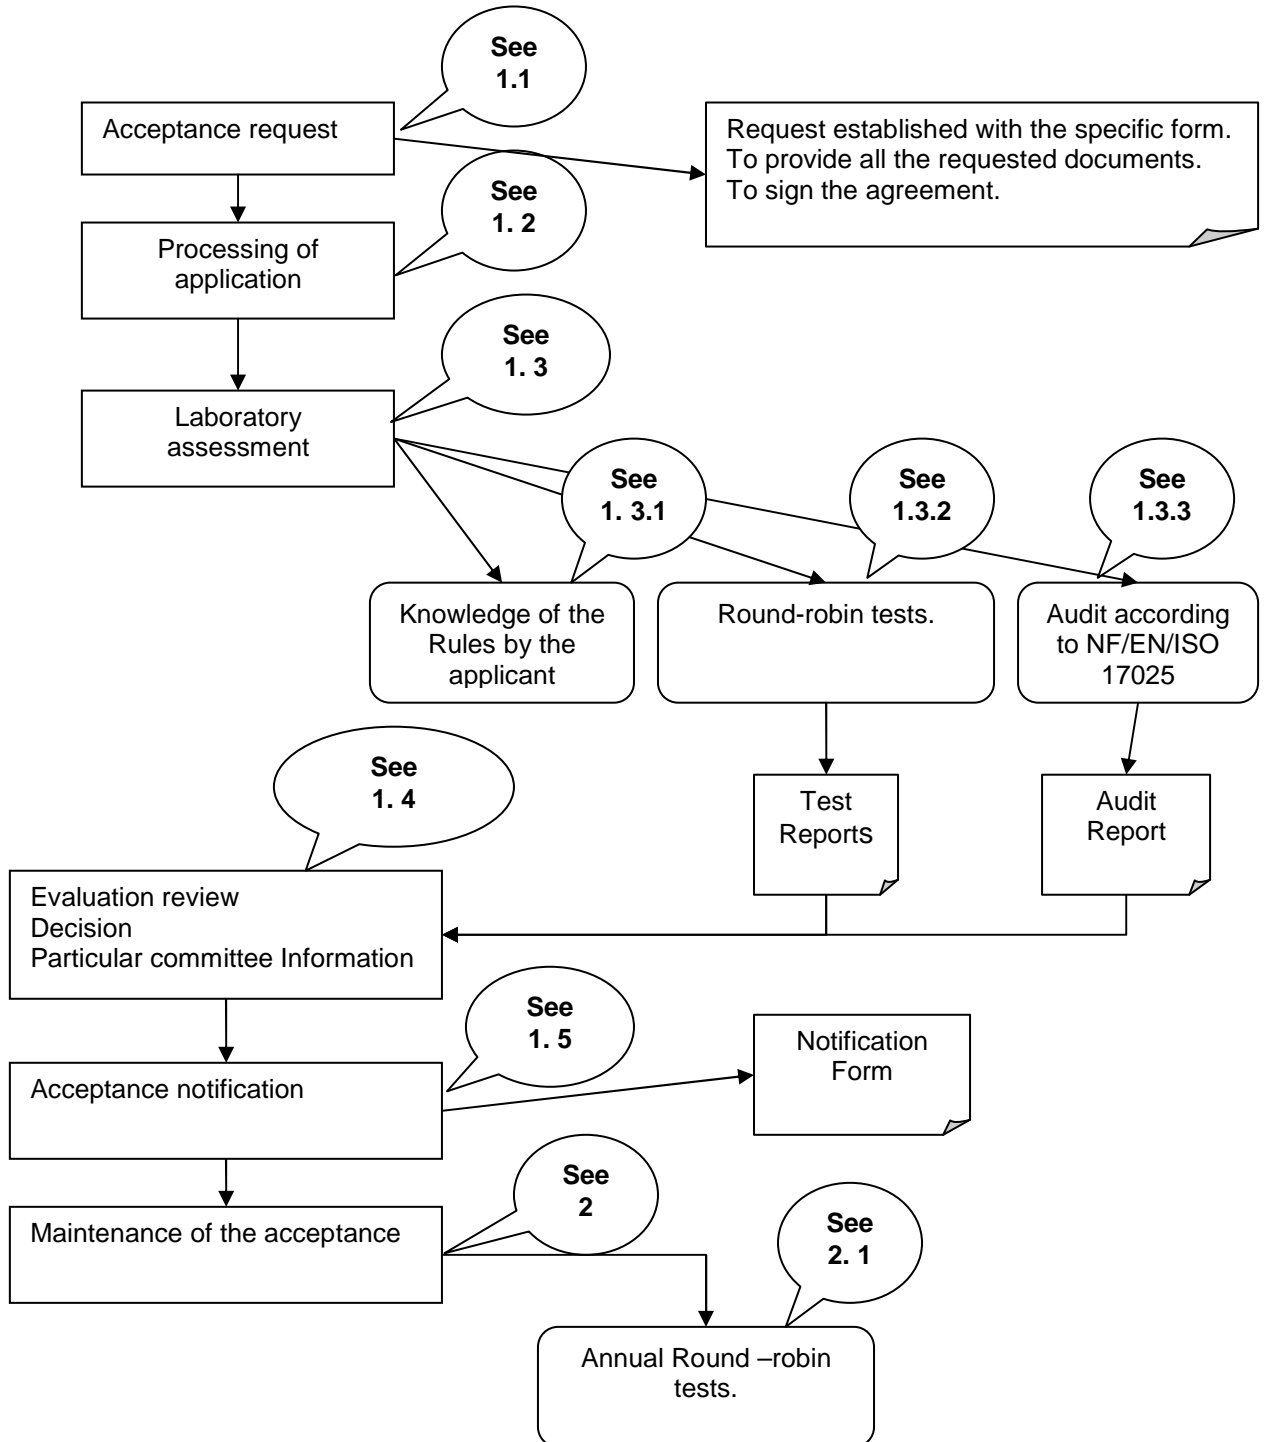 See
1.1
Acceptance request
Request established with the specific form.
To provide all the requested documents.
To sign the agreement.
See
1. 2
Processing of
application
See
1. 3
Laboratory
assessment
See
1. 3.1
See
1.3.2
See
1.3.3
Knowledge of the
Rules by the
applicant
Round-robin tests.
Audit according
to NF/EN/ISO
17025
See
1. 4
Test
Reports
Audit
Report
Evaluation review
Decision
Particular committee Information
See
1. 5
Notification
Form
Acceptance notification
See
2
Maintenance of the acceptance
See
2. 1
Annual Round –robin
tests.